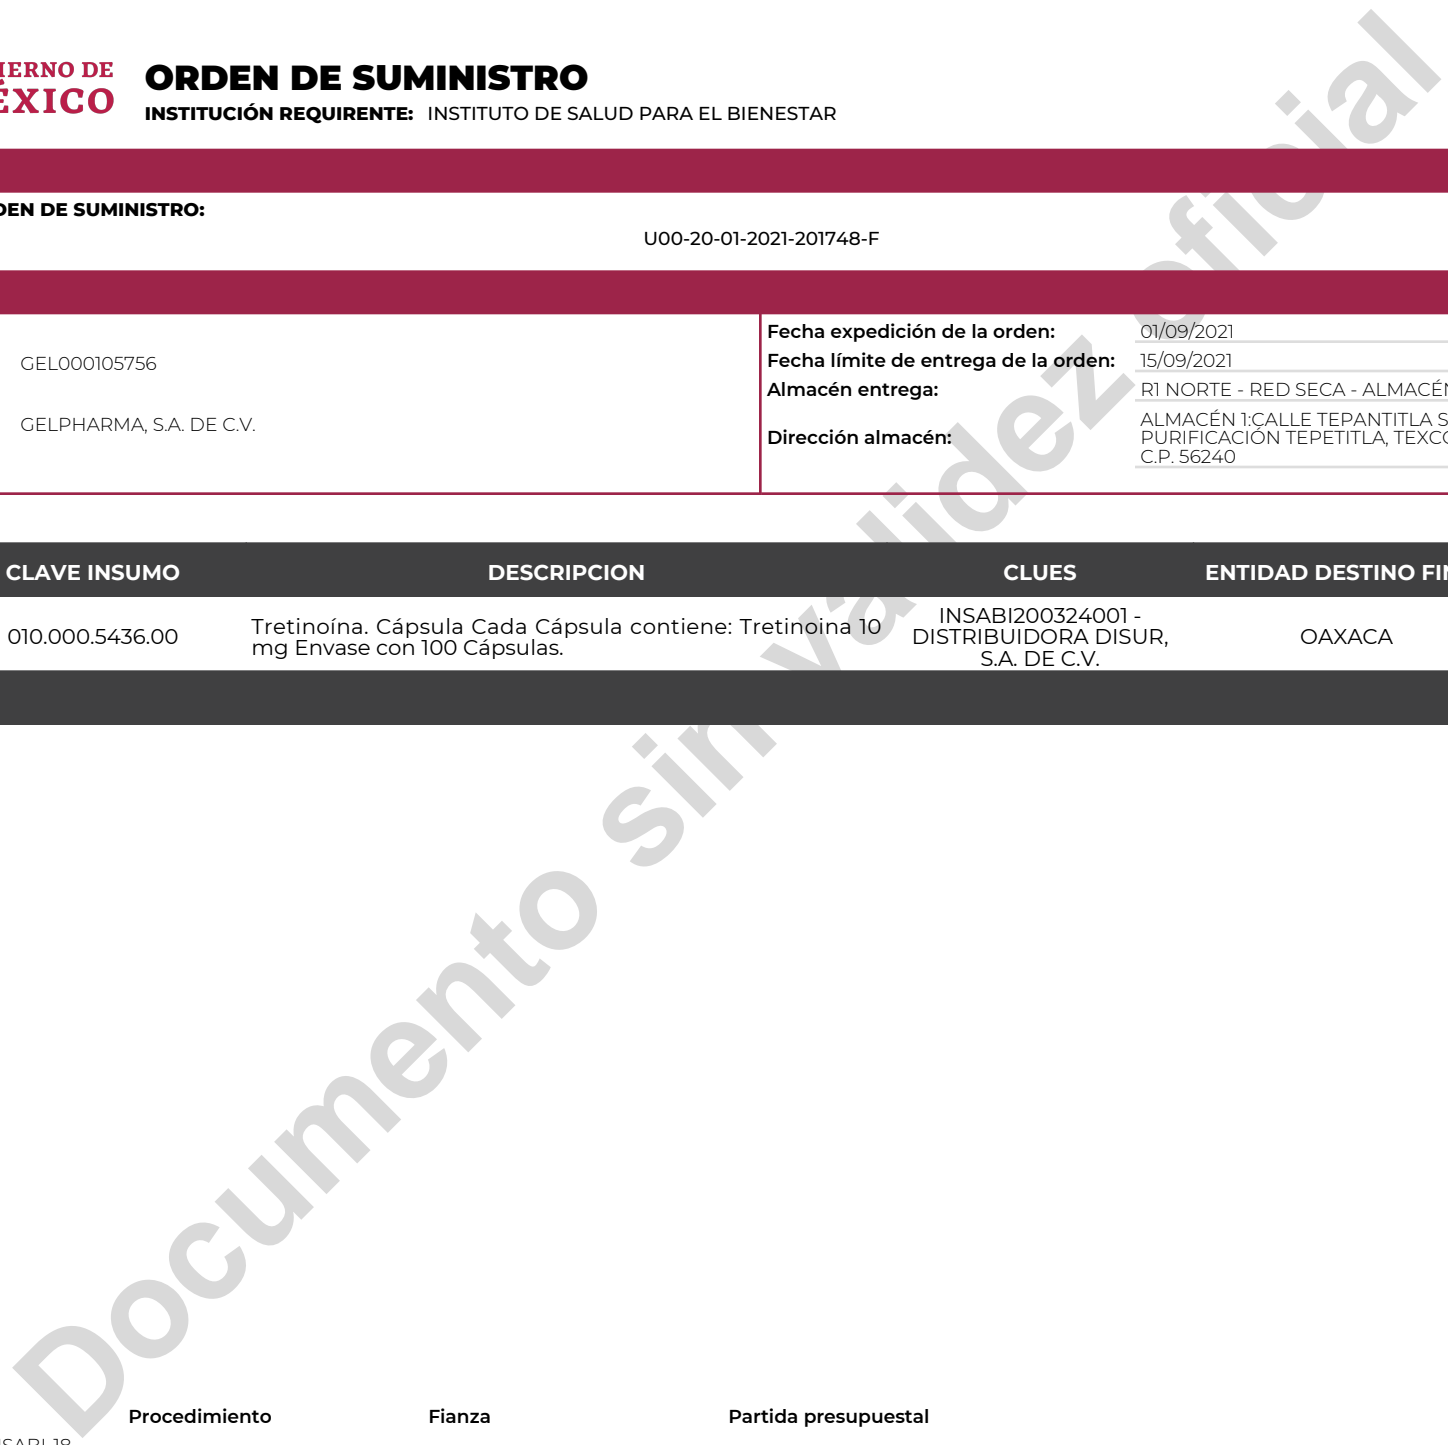 IERNO DE
ÉXICO
ORDEN DE SUMINISTRO
INSTITUCIÓN REQUIRENTE: INSTITUTO DE SALUD PARA EL BIENESTAR
DEN DE SUMINISTRO:
U00-20-01-2021-201748-F
GEL000105756
GELPHARMA, S.A. DE C.V.
Fecha expedición de la orden: 01/09/2021
Fecha límite de entrega de la orden: 15/09/2021
Almacén entrega: R1 NORTE - RED SECA - ALMACÉN
Dirección almacén: ALMACÉN 1:CALLE TEPANTITLA S
PURIFICACIÓN TEPETITLA, TEXCO
C.P. 56240
CLAVE INSUMO DESCRIPCION CLUES ENTIDAD DESTINO FIN
010.000.5436.00
Tretinoína. Cápsula Cada Cápsula contiene: Tretinoina 10
mg Envase con 100 Cápsulas.
INSABI200324001 -
DISTRIBUIDORA DISUR,
S.A. DE C.V.
OAXACA
Documento sin validez oficial
Procedimiento Fianza Partida presupuestal